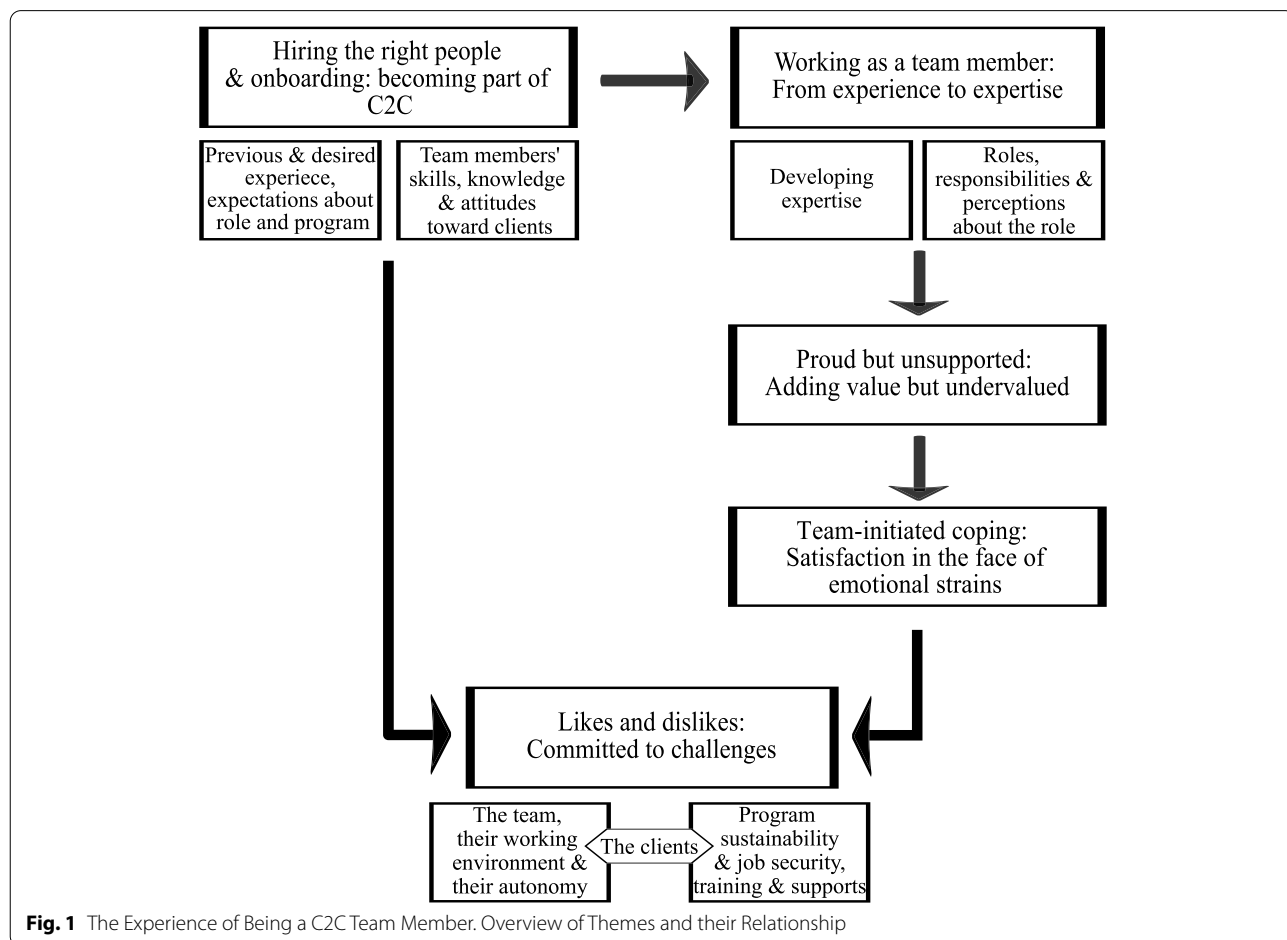 Hiring the right people
& onboarding: becoming part of
C2C
Working as a team member:
From experience to expertise
Previous & desired
experiece,
expectations about
role and program
Team members'
skills, knowledge
& attitudes
toward clients
Developing
expertise
Roles,
responsibilities &
perceptions
about the role
Proud but unsupported:
Adding value but undervalued
Team-initiated coping:
Satisfaction in the face of
emotional strains
Likes and dislikes:
Committed to challenges
The team,
their working
environment &
their autonomy
The clients
Program
sustainability
& job security,
training & supports
Fig. 1 The Experience of Being a C2C Team Member. Overview of Themes and their Relationship